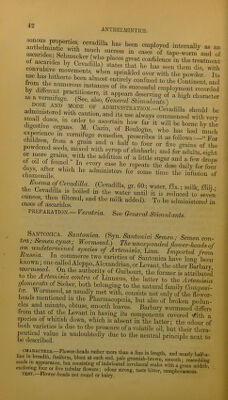 42
ANTHELMINTICS.
sonous properties, cevadilla has been employed internally as an
anthelmintic with much success in cases of tape-worm and of
ascarides; Schmucker (who places great confidence in the treatment
of ascarides by Cevadilla) states that he has seen them die, with
convulsive movements, when sprinkled over with the powder. Its
use has hitherto been almost entirely confined to the Continent, and
from the numerous instances of its successful employment recorded
by different practitioners, it appears deserving of a high character
as a vermifuge. (See, also, General Stimulants.)
DOSE AND MODE OF ADMINISTRATION.—Cevadilla should be
administered with caution, and its use always commenced with very
small doses, in order to ascertain how far it will be borne by the
digestive organs. M. Cazin, of Boulogne, who has had much
experience in vermifuge remedies, prescribes it as follows:—"For
children, from a grain and a half to four or five grains of the
powdered seeds, mixed with syrup of rhubarb; and for adults, eight
or more grains, with the addition of a little sugar and a few drops
of oil of fennel." In every case he repeats the dose daily for four
days, after which he administers for some time the infusion of
chamomile.
Enema of Cevadilla. (Cevadilla, gr. 60; water, milk,
the Cevadilla is boiled in the water until it is reduced to seven
ounces, then filtered, and the milk added). To be administered in
cases of ascarides.
PREPARATION.—Veratria. See General Stimulants.
SANTONICA. Santonica. (Syn. Santonici Semen; Semen con-
tra; Semen cynæ; Wormseed.) The unexpanded flower-heads of
an undetermined species of Artemisia, Linn. Imported from
Russia. In commerce two varieties of Santonica have long been
known; one called Aleppo, Alexandrian, or Levant, the other Barbary,
wormseed. On the authority of Guibourt, the former is attributed
to the Artemisia contra of Linnæus, the latter to the Artemisia
glomerata of Sieber, both belonging to the natural family Compositæ.
Wormseed, as usually met with, consists not only of the flower-
heads mentioned in the Pharmacopœia, but also of broken pedun-
cles and minute, obtuse, smooth leaves. Barbary wormseed differs
from that of the Levant in having its components covered with a
species of whitish down, which is absent in the latter; the odour of
both varieties is due to the presence of a volatile oil, but their thera-
peutical value is undoubtedly due to the neutral principle next to
be described.
CHARACTERS.—Flower-heads rather more than a line in length, and nearly half-a-
line in breadth, fusiform, blunt at each end, pale greenish-brown, smooth; resembling
seeds in appearance, but consisting of imbricated involucral scales with a green midrib,
enclosing four or five tubular flowers; odour strong, taste bitter, camphoraceous.
TEST.—Flower-heads not round or hairy.